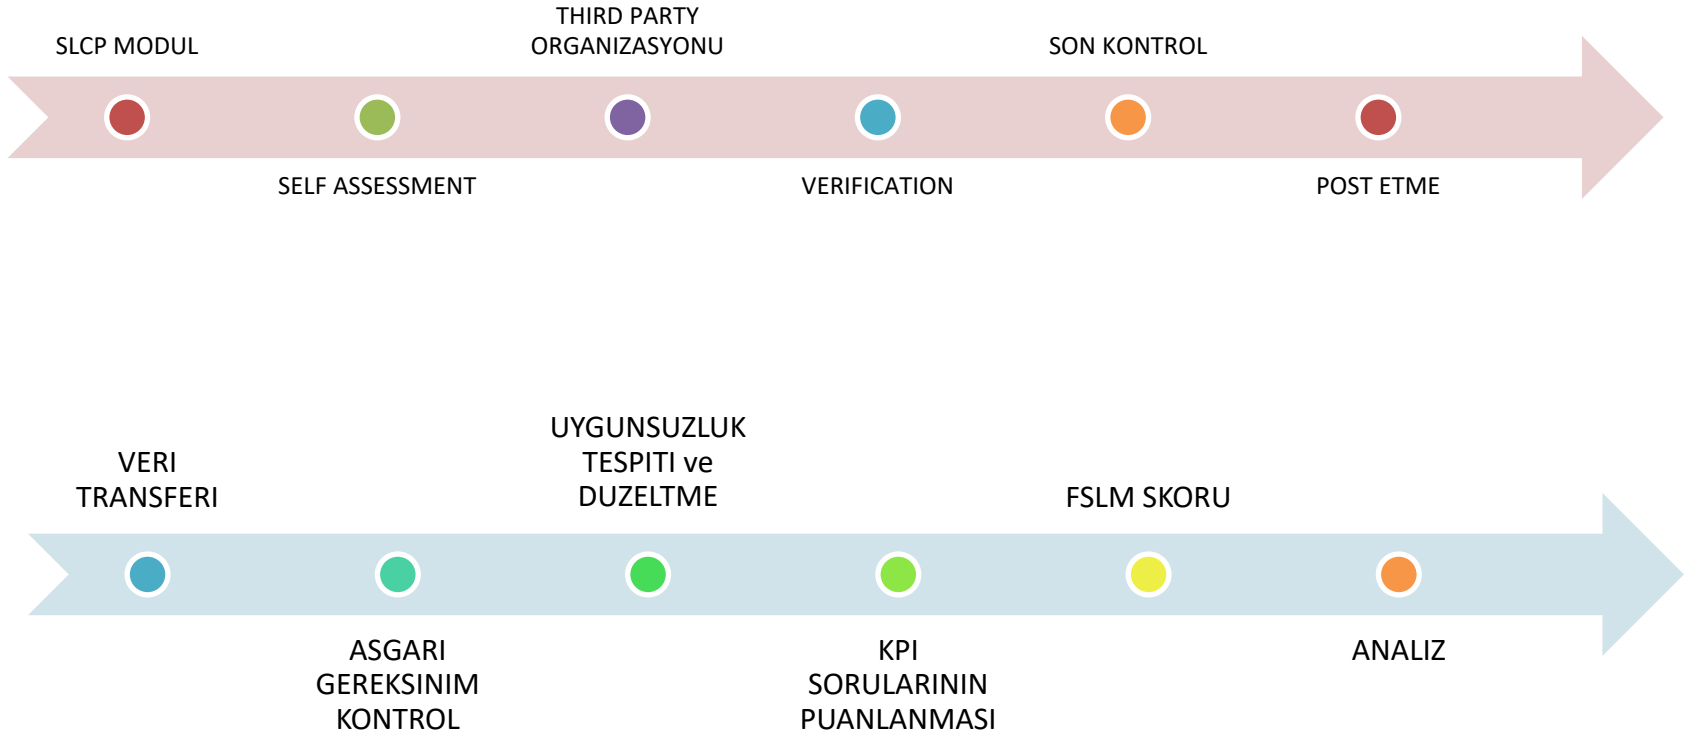 SLCP MODUL
SELF ASSESSMENT
THIRD PARTY
ORGANIZASYONU
VERIFICATION
SON KONTROL
POST ETME
VERI
TRANSFERI
ASGARI
GEREKSINIM
KONTROL
UYGUNSUZLUK
TESPITI ve
DUZELTME
KPI
SORULARININ
PUANLANMASI
FSLM SKORU
ANALIZ